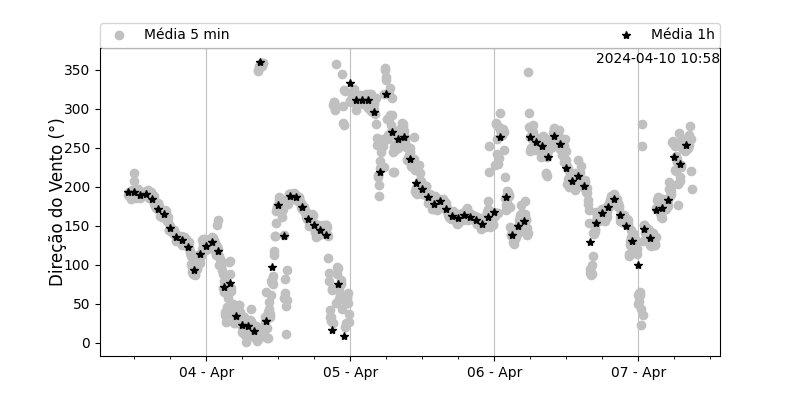 Média 5 min
Média 1h
2024-04-10 10:58
Direção do Vento (°)
350
300
250
200
150
100
50
0
04 - Apr
05 - Apr
06 - Apr
07 - Apr